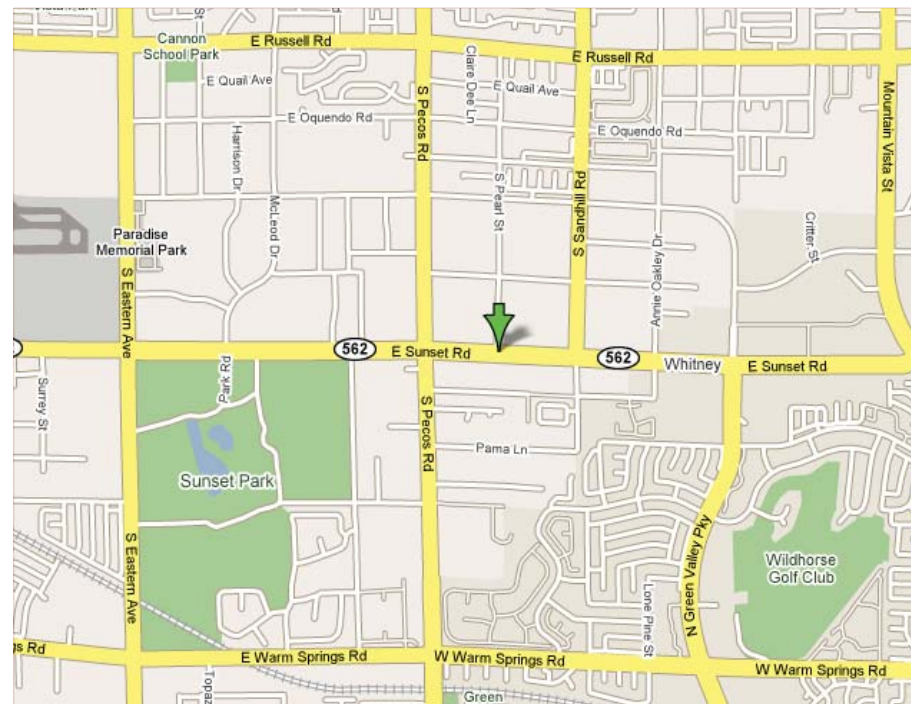 St
Cannon
School Park
E Russell Rd
E Russell Rd
E Quail Ave
Claire Dee Ln
E Quail Ave
S Pecos Rd
E Oquendo Rd
E Oquendo Rd
Mountain Vista St
Harrison Dr
McLeod Dr
S Pearl St
S Sandhill Rd
Paradise
Memorial Park
Annie Oakley Dr
Critter St
S Eastern Ave
562
E Sunset Rd
562
Whitney
E Sunset Rd
Surrey St
Park Rd
S Pecos Rd
Pama Ln
Sunset Park
S Eastern Ave
N Green Valley Pky
Wildhorse
Golf Club
Lone Pine St
gs Rd
E Warm Springs Rd
W Warm Springs Rd
W Warm Springs Rd
Topaz
Green